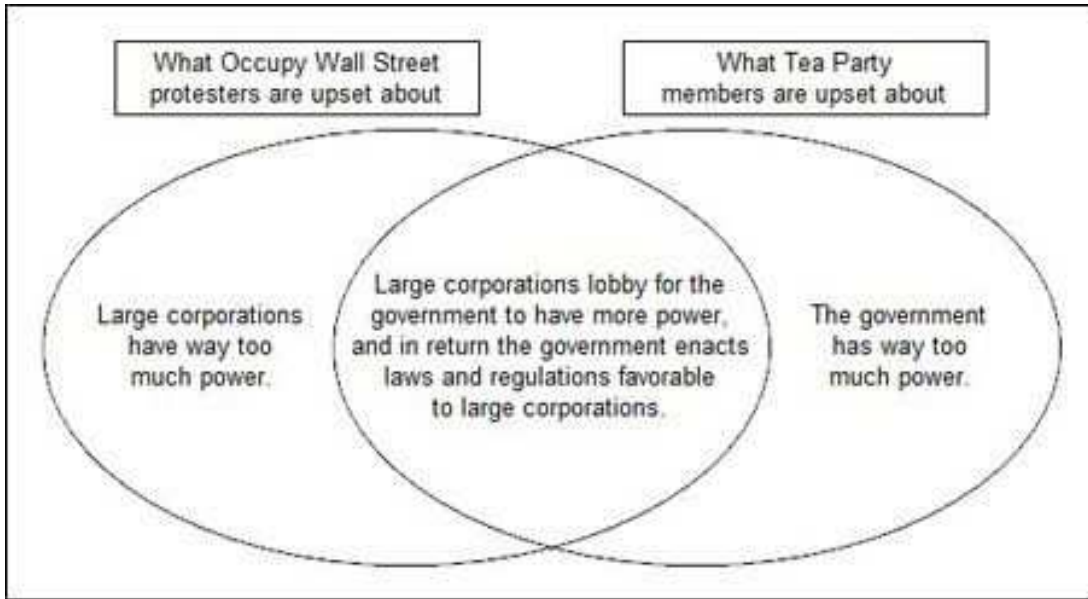 What Occupy Wall Street
protesters are upset about
What Tea Party
members are upset about
Large corporations
have way too
much power.
Large corporations lobby for the
government to have more power,
and in return the government enacts
laws and regulations favorable
to large corporations.
The government
has way too
much power.